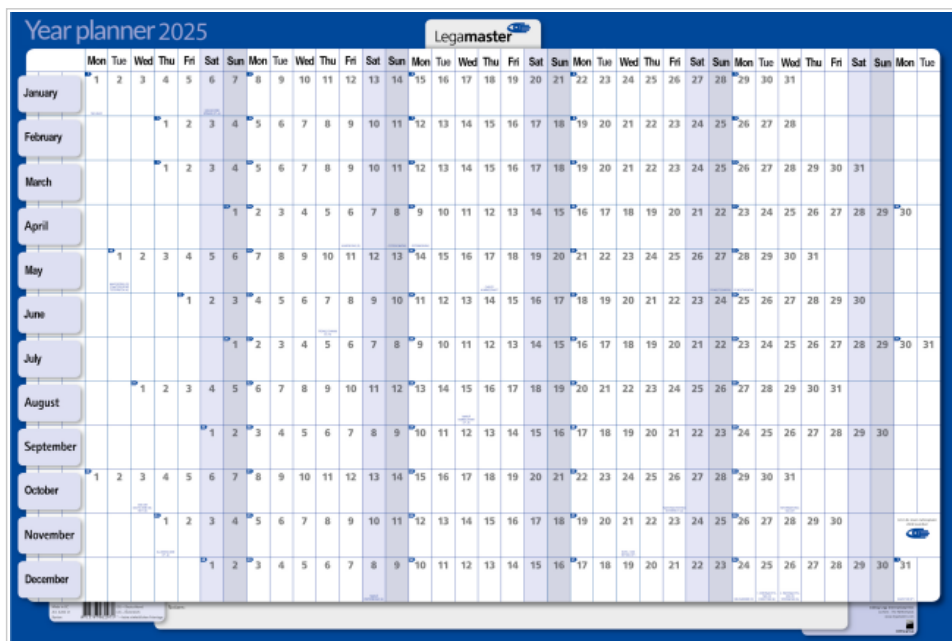 Year planner 2025
Legamaster
Mon Tue Wed Thu Fri Sat Sun Mon Tue Wed Thu Fri Sat Sun Mon Tue Wed Thu Fri Sat Sun Mon Tue Wed Thu Fri Sat Sun Mon Tue Wed Thu Fri Sat Sun Mon Tue
January 1 2 3 4 5 6 7 8 9 10 11 12 13 14 15 16 17 18 19 20 21 22 23 24 25 26 27 28 29 30 31
February 1 2 3 4 5 6 7 8 9 10 11 12 13 14 15 16 17 18 19 20 21 22 23 24 25 26 27 28
March 1 2 3 4 5 6 7 8 9 10 11 12 13 14 15 16 17 18 19 20 21 22 23 24 25 26 27 28 29 30 31
April 1 2 3 4 5 6 7 8 9 10 11 12 13 14 15 16 17 18 19 20 21 22 23 24 25 26 27 28 29 30
May 1 2 3 4 5 6 7 8 9 10 11 12 13 14 15 16 17 18 19 20 21 22 23 24 25 26 27 28 29 30 31
June 1 2 3 4 5 6 7 8 9 10 11 12 13 14 15 16 17 18 19 20 21 22 23 24 25 26 27 28 29 30
July 1 2 3 4 5 6 7 8 9 10 11 12 13 14 15 16 17 18 19 20 21 22 23 24 25 26 27 28 29 30 31
August 1 2 3 4 5 6 7 8 9 10 11 12 13 14 15 16 17 18 19 20 21 22 23 24 25 26 27 28 29 30 31
September 1 2 3 4 5 6 7 8 9 10 11 12 13 14 15 16 17 18 19 20 21 22 23 24 25 26 27 28 29 30
October 1 2 3 4 5 6 7 8 9 10 11 12 13 14 15 16 17 18 19 20 21 22 23 24 25 26 27 28 29 30 31
November 1 2 3 4 5 6 7 8 9 10 11 12 13 14 15 16 17 18 19 20 21 22 23 24 25 26 27 28 29 30
December 1 2 3 4 5 6 7 8 9 10 11 12 13 14 15 16 17 18 19 20 21 22 23 24 25 26 27 28 29 30 31